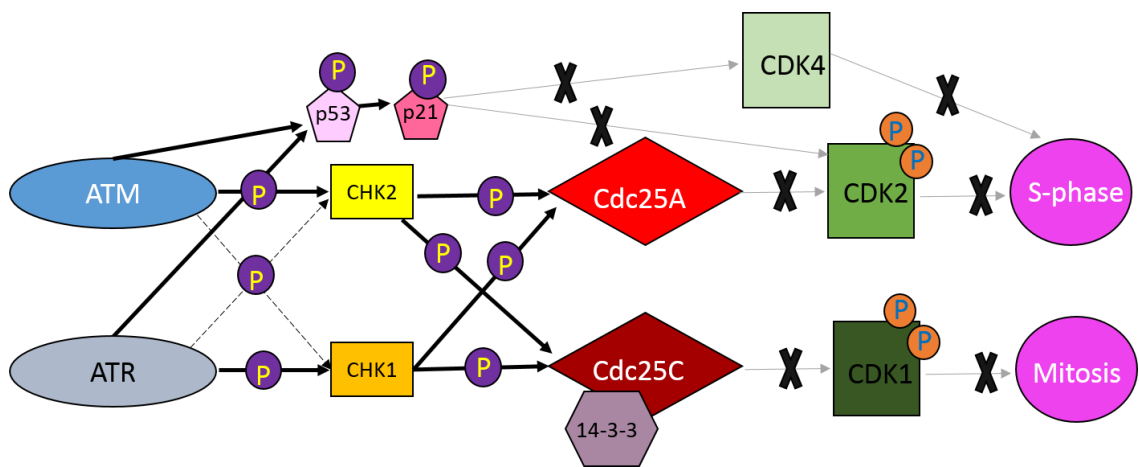 P
P
p53
p21
CDK4
P
P
ATM
P
CHK2
P
Cdc25A
CDK2
S-phase
P
P
P
P
P
ATR
P
CHK1
P
Cdc25C
CDK1
Mitosis
14-3-3